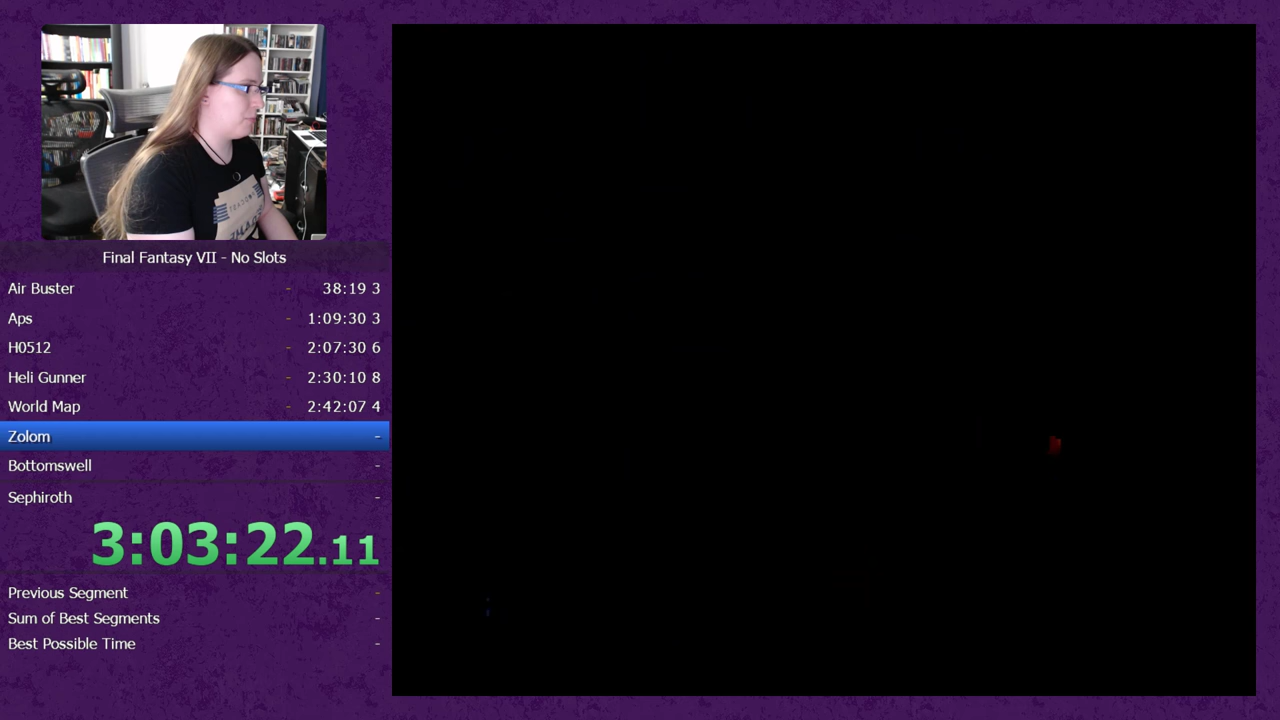 Final Fantasy VII - No Slots
Air Buster - 38:19 3
Aps - 1:09:30 3
H0512 - 2:07:30 6
Heli Gunner - 2:30:10 8
World Map - 2:42:07 4
Zolom -
Bottomswell -
Sephiroth -
3:03:22.11
Previous Segment -
Sum of Best Segments -
Best Possible Time -